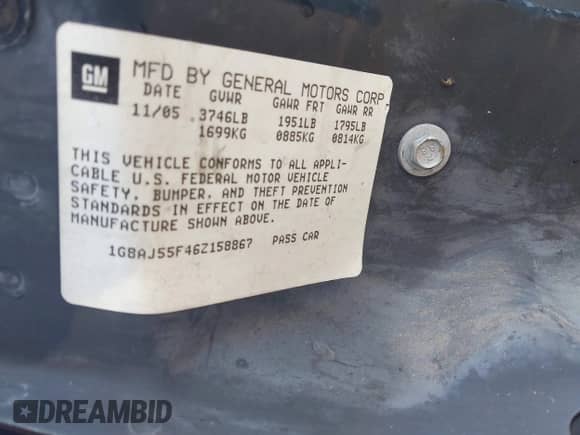 GM
MFD BY GENERAL MOTORS CORP.
DATE GVWR GAWR FRT GAWR RR
11/05 3746LB 1951LB 1795LB
1699KG 0885KG 0814KG
THIS VEHICLE CONFORMS TO ALL APPLI-
CABLE U.S. FEDERAL MOTOR VEHICLE
SAFETY, BUMPER, AND THEFT PREVENTION
STANDARDS IN EFFECT ON THE DATE OF
MANUFACTURE SHOWN ABOVE.
1G8AJ55F46Z158867 PASS CAR
DREAMBID